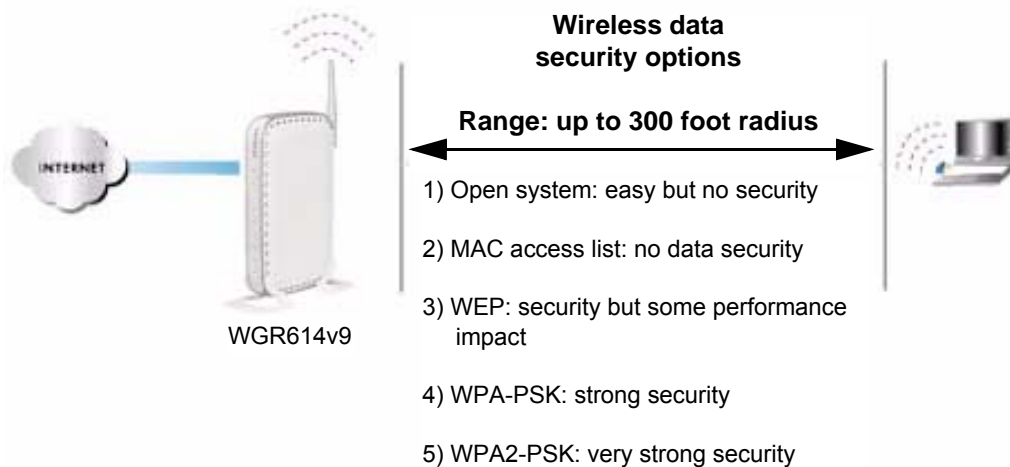 Wireless data
security options
Range: up to 300 foot radius
INTERNET
WGR614v9
1) Open system: easy but no security
2) MAC access list: no data security
3) WEP: security but some performance
impact
4) WPA-PSK: strong security
5) WPA2-PSK: very strong security